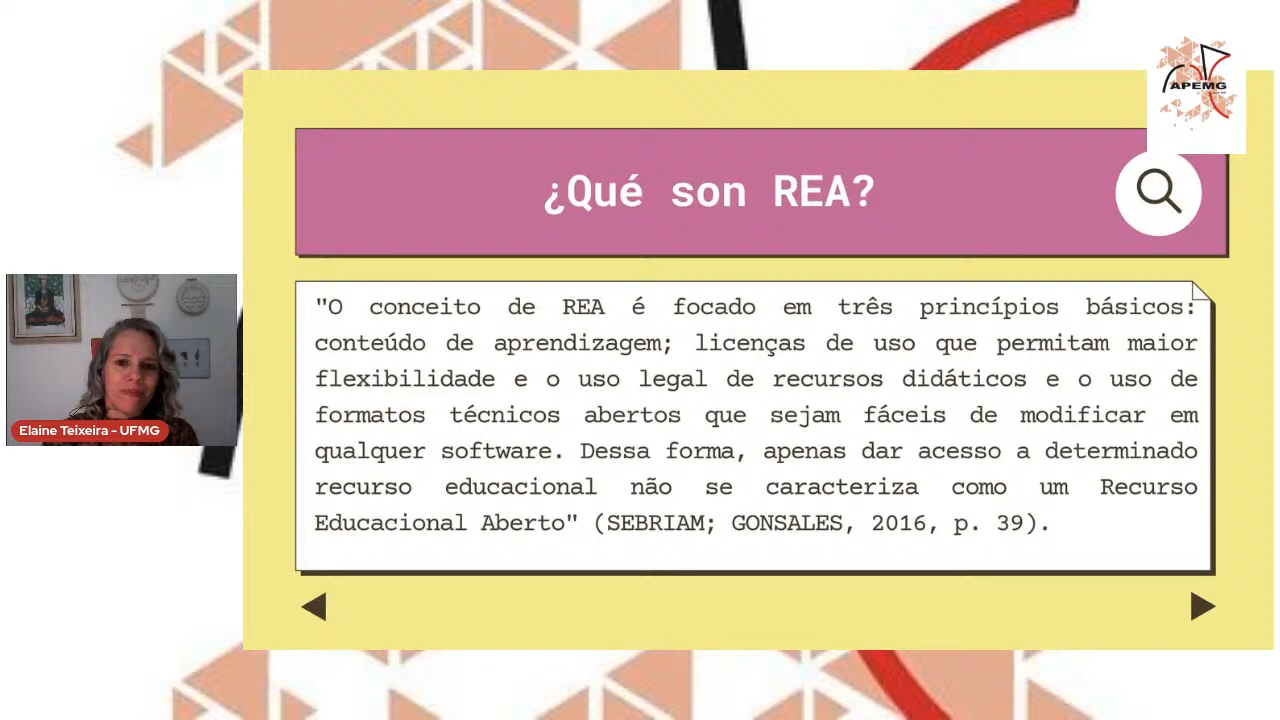 APEMG
¿Qué son REA?
"O conceito de REA é focado em três princípios básicos:
conteúdo de aprendizagem; licenças de uso que permitam maior
flexibilidade e o uso legal de recursos didáticos e o uso de
formatos técnicos abertos que sejam fáceis de modificar em
qualquer software. Dessa forma, apenas dar acesso a determinado
recurso educacional não se caracteriza como um Recurso
Educacional Aberto" (SEBRIAM; GONSALES, 2016, p. 39).
Elaine Teixeira - UFMG